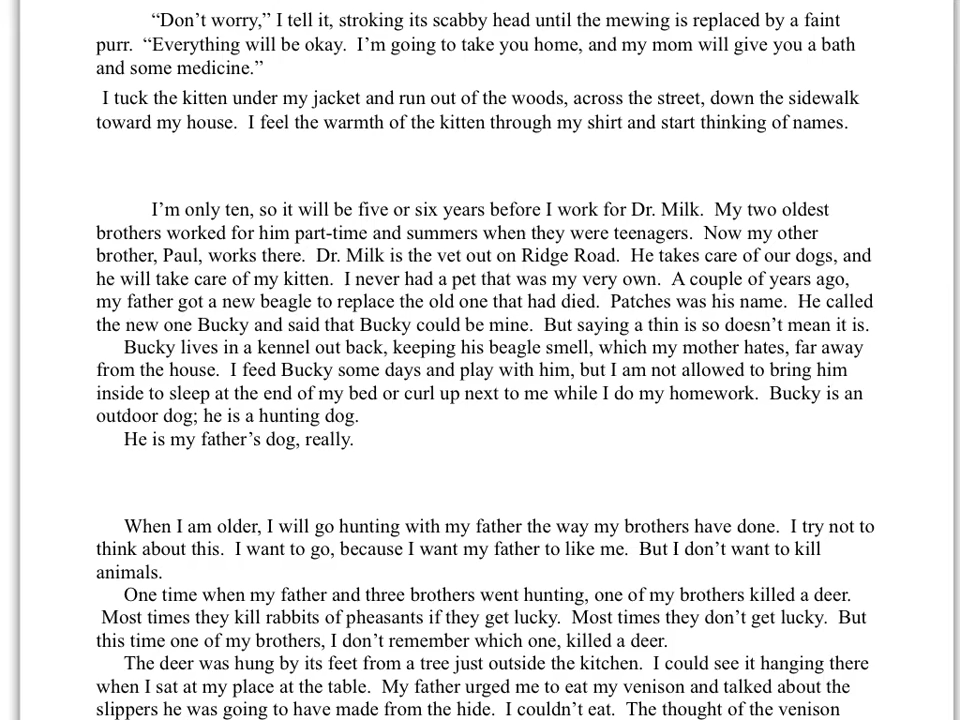 “Don’t worry,” I tell it, stroking its scabby head until the mewing is replaced by a faint
purr.  “Everything will be okay.  I’m going to take you home, and my mom will give you a bath
and some medicine.”
I tuck the kitten under my jacket and run out of the woods, across the street, down the sidewalk
toward my house.  I feel the warmth of the kitten through my shirt and start thinking of names.
I’m only ten, so it will be five or six years before I work for Dr. Milk.  My two oldest
brothers worked for him part-time and summers when they were teenagers.  Now my other
brother, Paul, works there.  Dr. Milk is the vet out on Ridge Road.  He takes care of our dogs, and
he will take care of my kitten.  I never had a pet that was my very own.  A couple of years ago,
my father got a new beagle to replace the old one that had died.  Patches was his name.  He called
the new one Bucky and said that Bucky could be mine.  But saying a thin is so doesn’t mean it is.
Bucky lives in a kennel out back, keeping his beagle smell, which my mother hates, far away
from the house.  I feed Bucky some days and play with him, but I am not allowed to bring him
inside to sleep at the end of my bed or curl up next to me while I do my homework.  Bucky is an
outdoor dog; he is a hunting dog.
He is my father’s dog, really.
When I am older, I will go hunting with my father the way my brothers have done.  I try not to
think about this.  I want to go, because I want my father to like me.  But I don’t want to kill
animals.
One time when my father and three brothers went hunting, one of my brothers killed a deer.
Most times they kill rabbits of pheasants if they get lucky.  Most times they don’t get lucky.  But
this time one of my brothers, I don’t remember which one, killed a deer.
The deer was hung by its feet from a tree just outside the kitchen.  I could see it hanging there
when I sat at my place at the table.  My father urged me to eat my venison and talked about the
slippers he was going to have made from the hide.  I couldn’t eat.  The thought of the venison